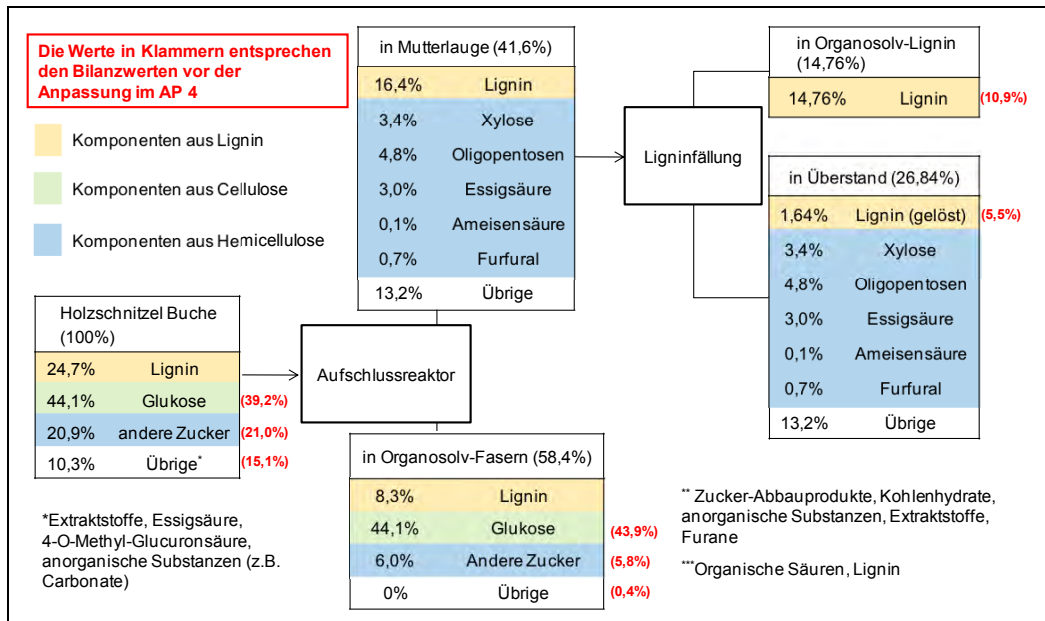 Die Werte in Klammern entsprechen
den Bilanzwerten vor der
Anpassung im AP 4
Komponenten aus Lignin
Komponenten aus Cellulose
Komponenten aus Hemicellulose
in Mutterlauge (41,6%)
16,4% Lignin
3,4% Xylose
4,8% Oligopentosen
3,0% Essigsäure
0,1% Ameisensäure
0,7% Furfural
13,2% Übrige
Ligninfällung
in Organosolv-Lignin
(14,76%)
14,76% Lignin (10,9%)
in Überstand (26,84%)
1,64% Lignin (gelöst) (5,5%)
3,4% Xylose
4,8% Oligopentosen
3,0% Essigsäure
0,1% Ameisensäure
0,7% Furfural
13,2% Übrige
Holzschnitzel Buche
(100%)
24,7% Lignin
44,1% Glukose (39,2%)
20,9% andere Zucker (21,0%)
10,3% Übrige* (15,1%)
Aufschlussreaktor
in Organosolv-Fasern (58,4%)
8,3% Lignin
44,1% Glukose (43,9%)
6,0% Andere Zucker (5,8%)
0% Übrige (0,4%)
*Extraktstoffe, Essigsäure,
4-O-Methyl-Glucuronsäure,
anorganische Substanzen (z.B.
Carbonate)
** Zucker-Abbauprodukte, Kohlenhydrate,
anorganische Substanzen, Extraktstoffe,
Furane
***Organische Säuren, Lignin